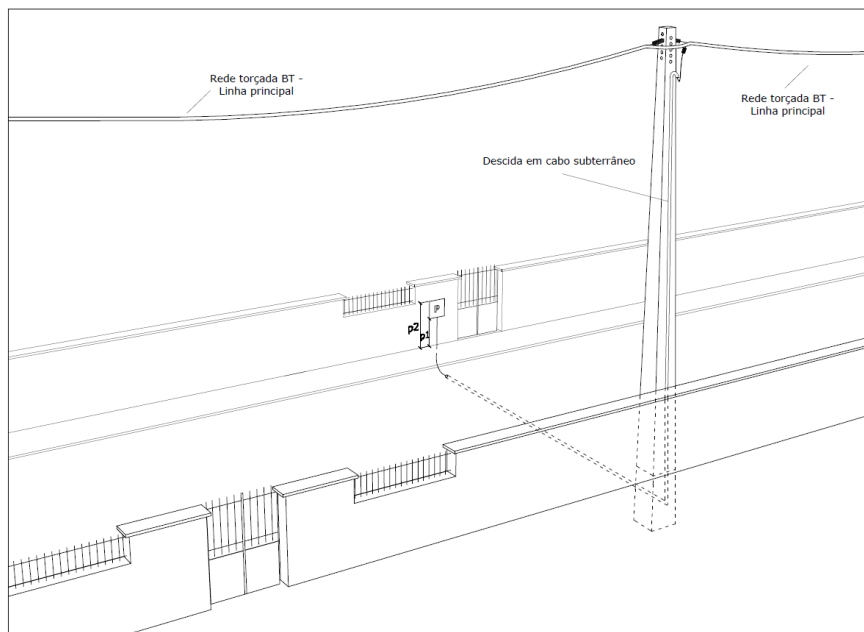 Rede torçada BT -
Linha principal
Rede torçada BT -
Linha principal
Descida em cabo subterrâneo
P
p2
p1